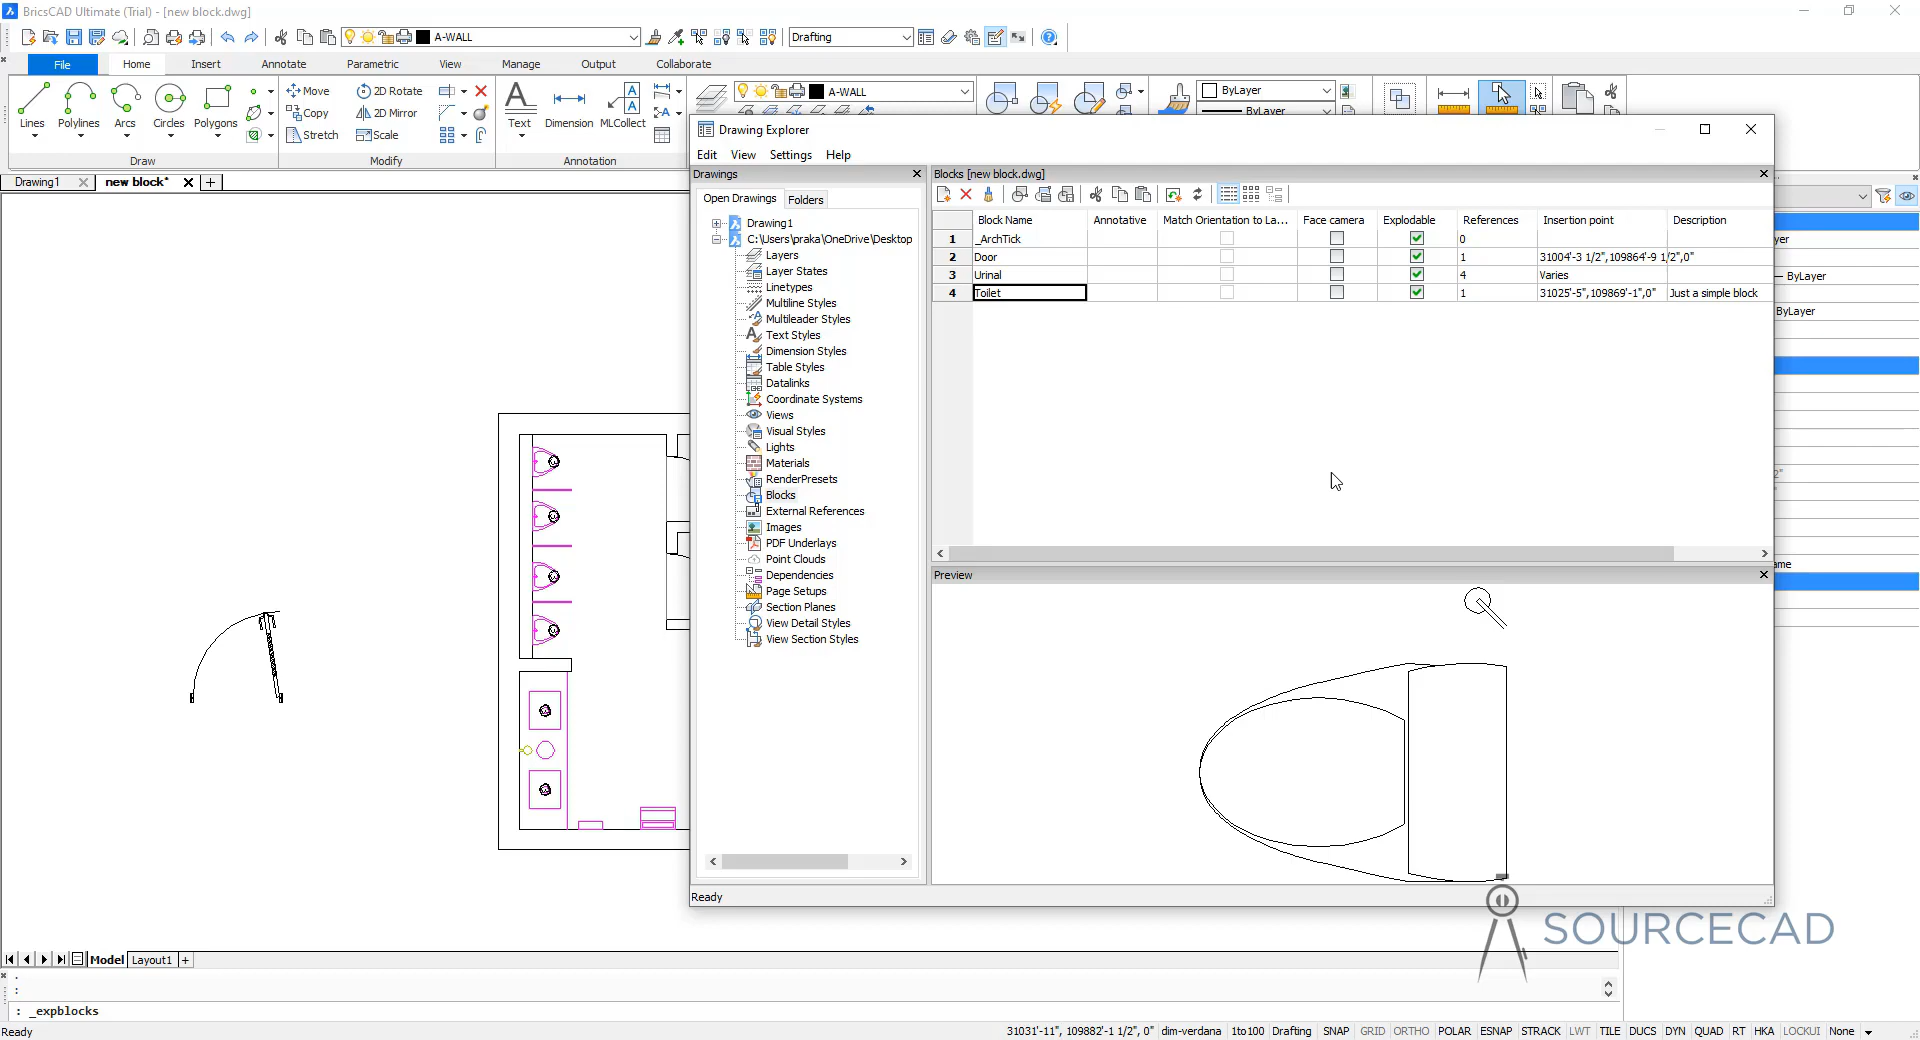 BricsCAD Ultimate (Trial) - [new block.dwg]
A-WALL
Drafting
File Home Insert Annotate Parametric View Manage Output Collaborate
Lines Polylines Arcs Circles Polygons
Draw
Move 2D Rotate
Copy 2D Mirror
Stretch Scale
Modify
Text Dimension MLCollect
Annotation
A-WALL
ByLayer
ByLayer
Drawing1 new block*
Drawing Explorer
Edit View Settings Help
Drawings
Open Drawings Folders
Drawing1
C:\Users\praka\OneDrive\Desktop
Layers
Layer States
Linetypes
Multiline Styles
Multileader Styles
Text Styles
Dimension Styles
Table Styles
Datalinks
Coordinate Systems
Views
Visual Styles
Lights
Materials
RenderPresets
Blocks
External References
Images
PDF Underlays
Point Clouds
Dependencies
Page Setups
Section Planes
View Detail Styles
View Section Styles
Blocks [new block.dwg]
Block Name Annotative Match Orientation to La... Face camera Explodable References Insertion point Description
1 _ArchTick 0
2 Door 1 31004'-3 1/2",109864'-9 1/2",0"
3 Urinal 4 Varies
4 Toilet 1 31025'-5",109869'-1",0" Just a simple block
Preview
Ready
yer
ByLayer
ByLayer
ame
SOURCECAD
Model Layout1 +
:
: _expblocks
Ready
31031'-11", 109882'-1 1/2", 0" dim-verdana 1to100 Drafting SNAP GRID ORTHO POLAR ESNAP STRACK LWT TILE DUCS DYN QUAD RT HKA LOCKUI None